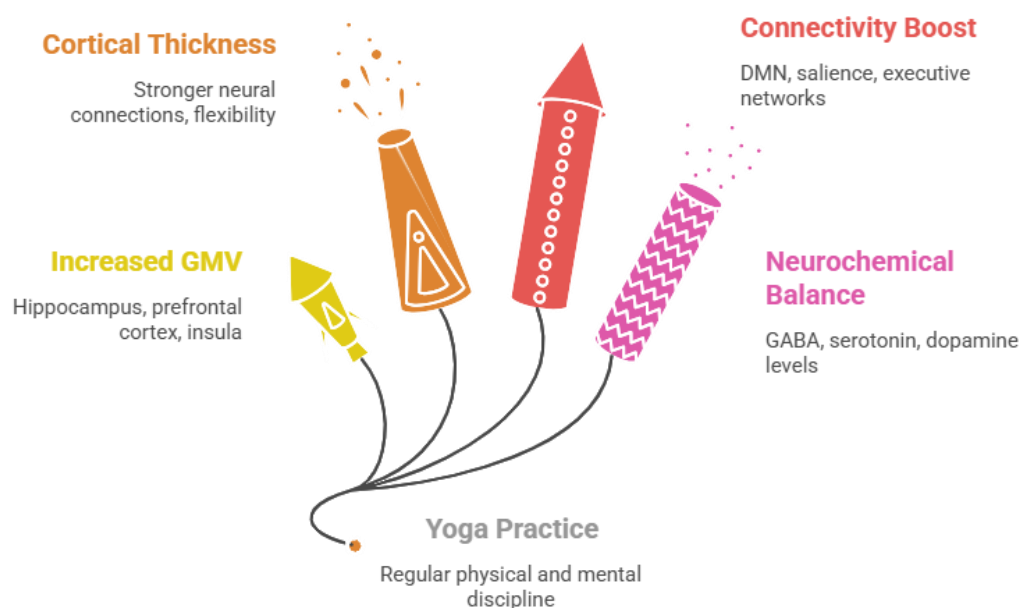 Cortical Thickness
Stronger neural
connections, flexibility
Connectivity Boost
DMN, salience, executive
networks
Increased GMV
Hippocampus, prefrontal
cortex, insula
Neurochemical
Balance
GABA, serotonin, dopamine
levels
Yoga Practice
Regular physical and mental
discipline